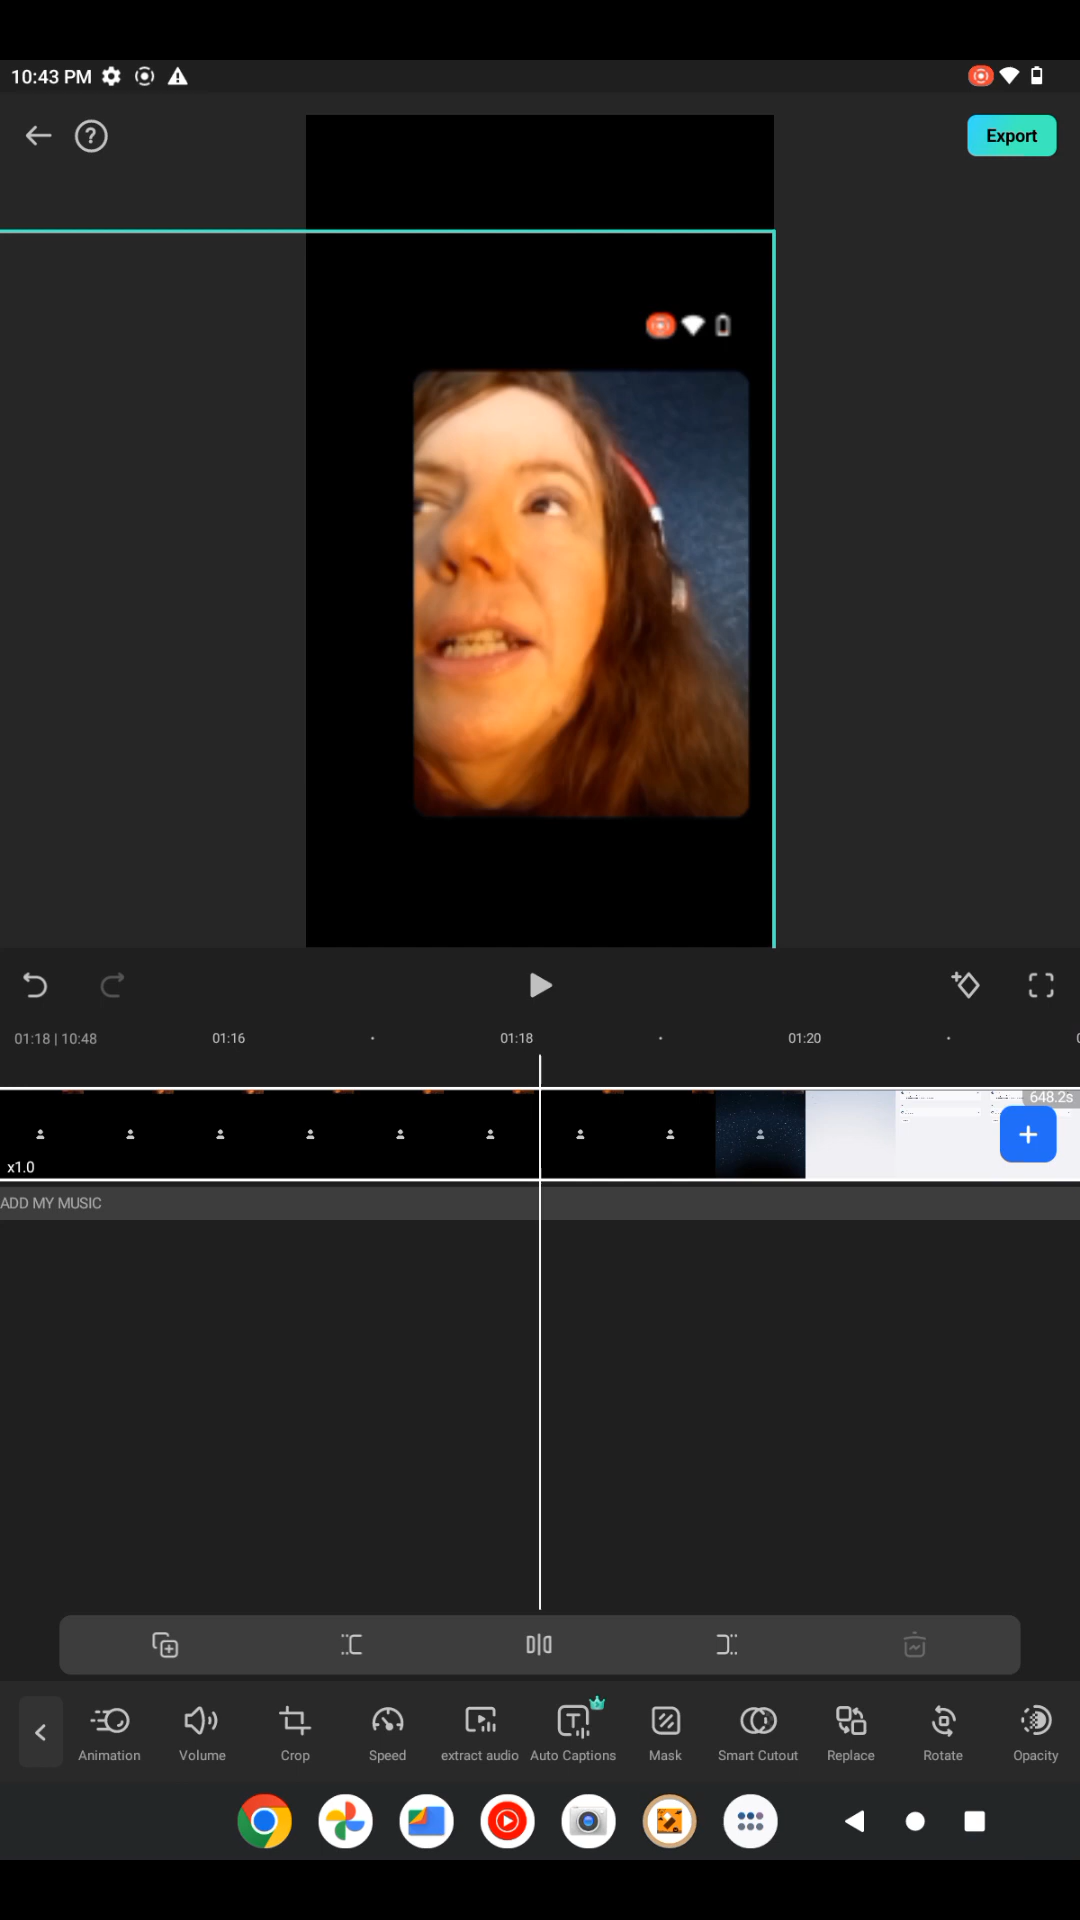 10:43 PM
Export
01:18 | 10:48
01:16
01:18
01:20
648.2s
x1.0
ADD MY MUSIC
Animation
Volume
Crop
Speed
extract audio
Auto Captions
Mask
Smart Cutout
Replace
Rotate
Opacity